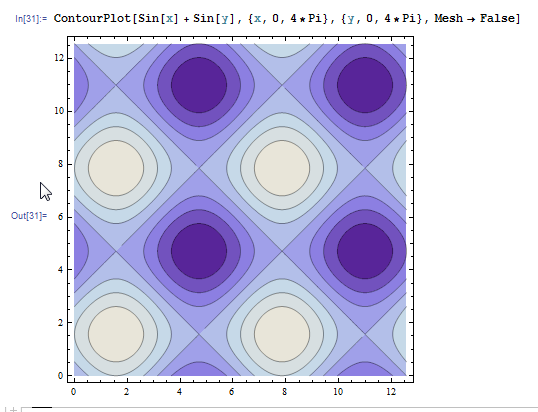 In[31]:= ContourPlot[Sin[x] + Sin[y], {x, 0, 4*Pi}, {y, 0, 4*Pi}, Mesh → False]
12
10
8
Out[31]= 6
4
2
0
0 2 4 6 8 10 12